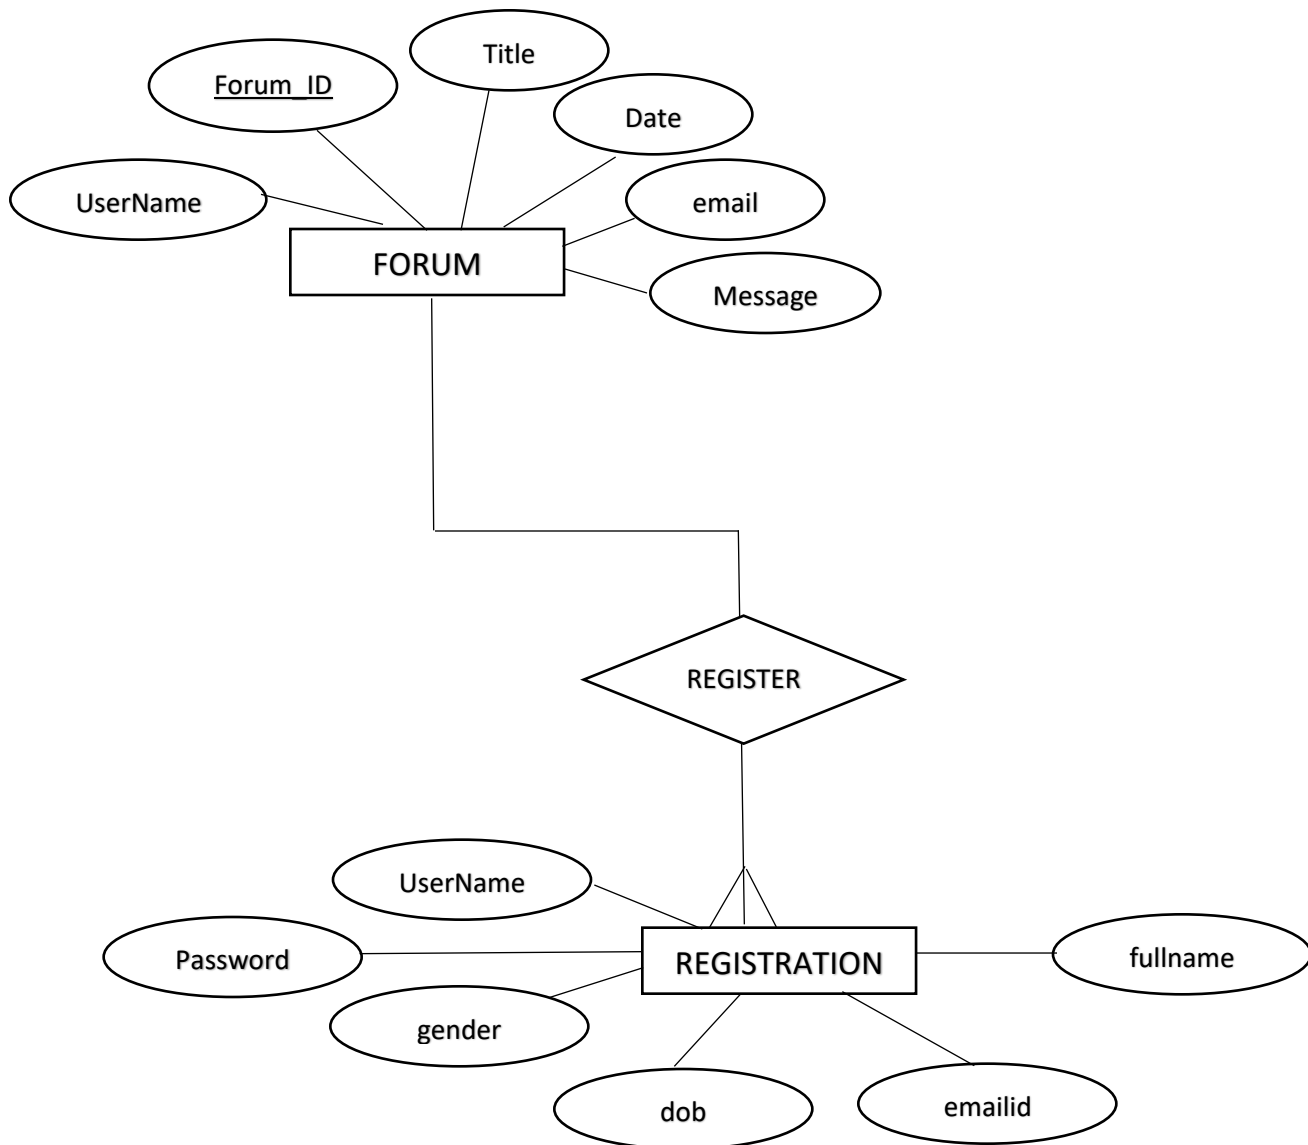 Title
Forum_ID
Date
UserName
email
FORUM
Message
REGISTER
UserName
Password
REGISTRATION
fullname
gender
dob
emailid